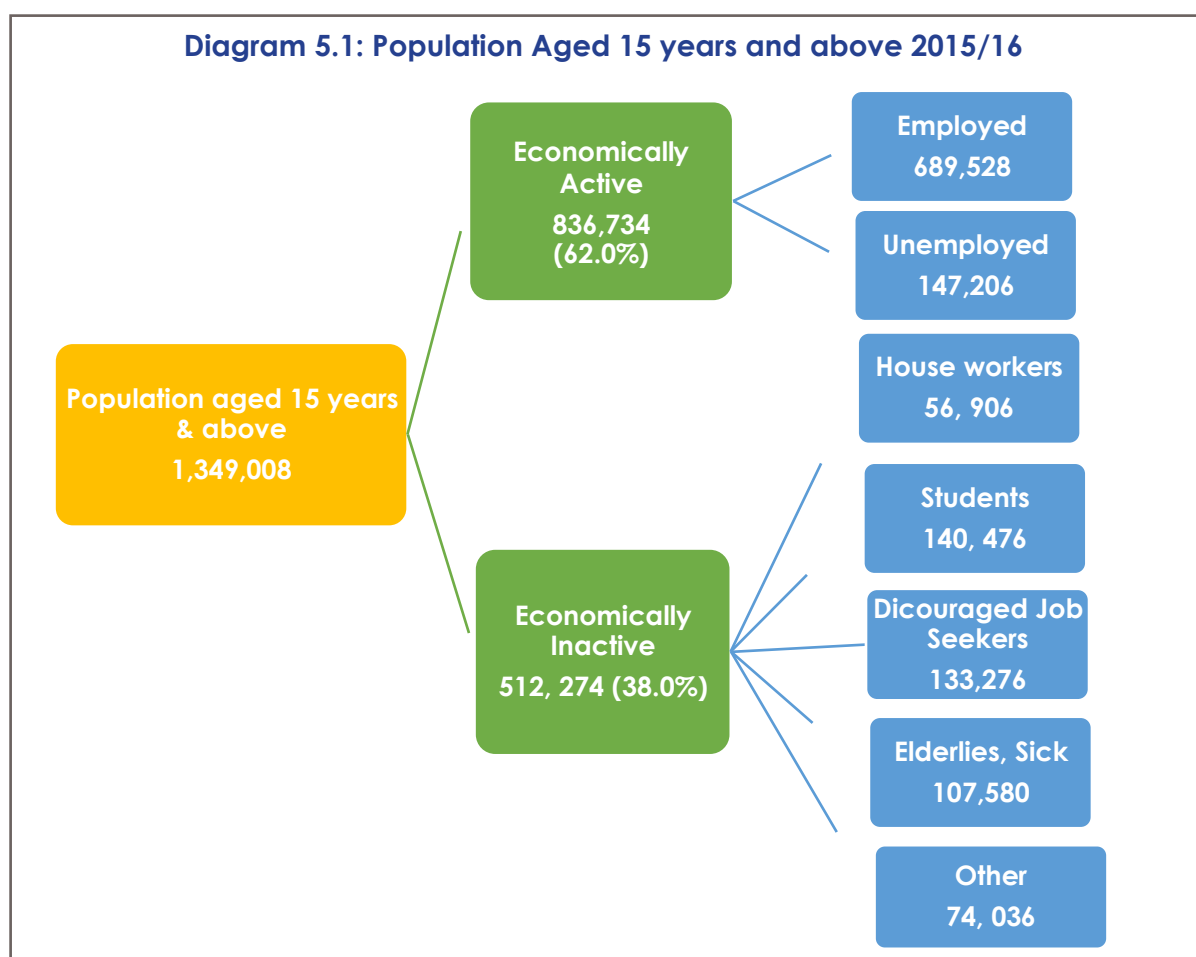 Diagram 5.1: Population Aged 15 years and above 2015/16
Population aged 15 years
& above
1,349,008
Economically
Active
836,734
(62.0%)
Economically
Inactive
512, 274 (38.0%)
Employed
689,528
Unemployed
147,206
House workers
56, 906
Students
140, 476
Dicouraged Job
Seekers
133,276
Elderlies, Sick
107,580
Other
74, 036